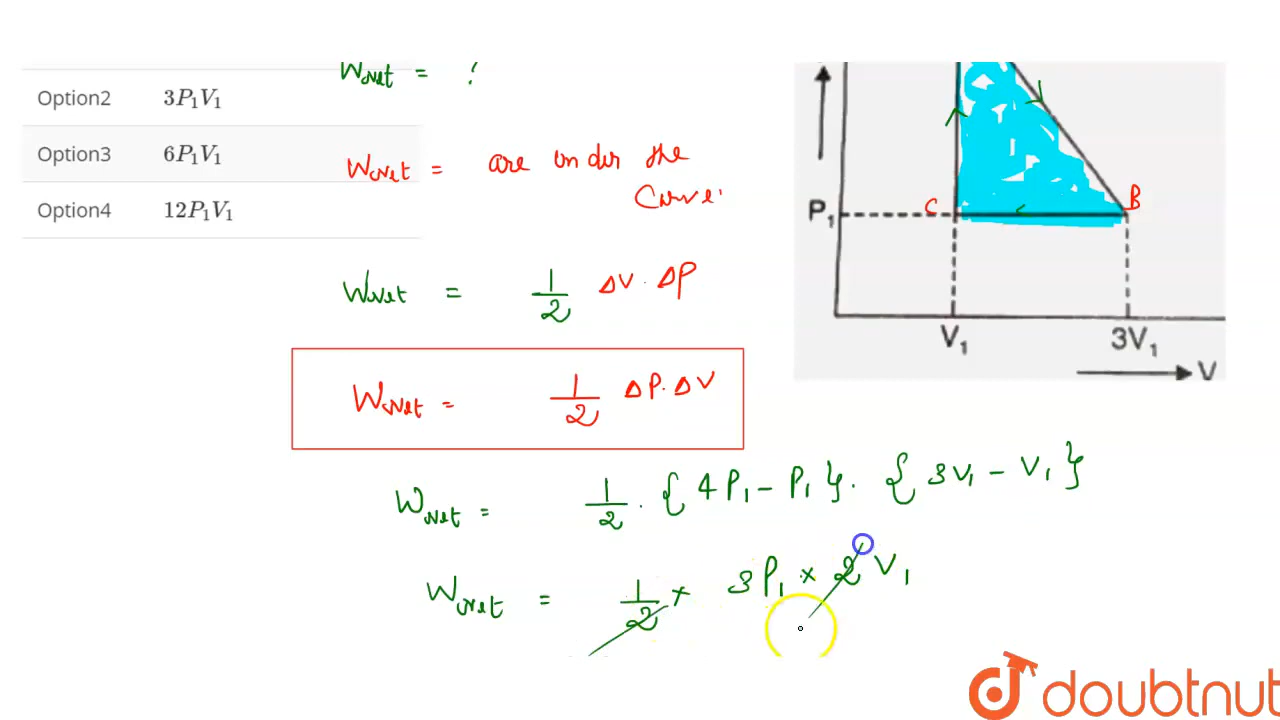 Wnet = ?
Option2 3P₁V₁
Option3 6P₁V₁
Option4 12P₁V₁
Wnet = are under the
Curve.
Wnet = 1/2 ΔV · ΔP
Wnet = 1/2 ΔP · ΔV
Wnet = 1/2 · {4P₁ - P₁} · {3V₁ - V₁}
Wnet = 1/2 × 3P₁ × 2V₁
P₁
C
B
V₁
3V₁
V
doubtnut